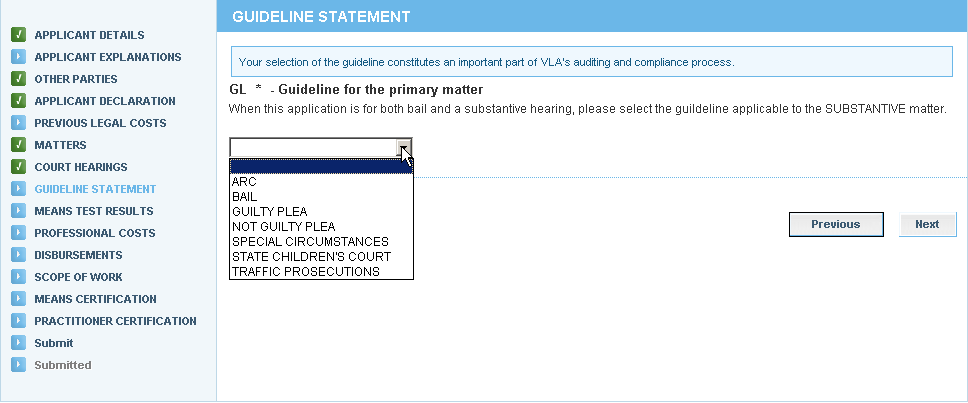 APPLICANT DETAILS
APPLICANT EXPLANATIONS
OTHER PARTIES
APPLICANT DECLARATION
PREVIOUS LEGAL COSTS
MATTERS
COURT HEARINGS
GUIDELINE STATEMENT
MEANS TEST RESULTS
PROFESSIONAL COSTS
DISBURSEMENTS
SCOPE OF WORK
MEANS CERTIFICATION
PRACTITIONER CERTIFICATION
Submit
Submitted
GUIDELINE STATEMENT
Your selection of the guideline constitutes an important part of VLA's auditing and compliance process.
GL * - Guideline for the primary matter
When this application is for both bail and a substantive hearing, please select the guildeline applicable to the SUBSTANTIVE matter.
ARC
BAIL
GUILTY PLEA
NOT GUILTY PLEA
SPECIAL CIRCUMSTANCES
STATE CHILDREN'S COURT
TRAFFIC PROSECUTIONS
Previous Next